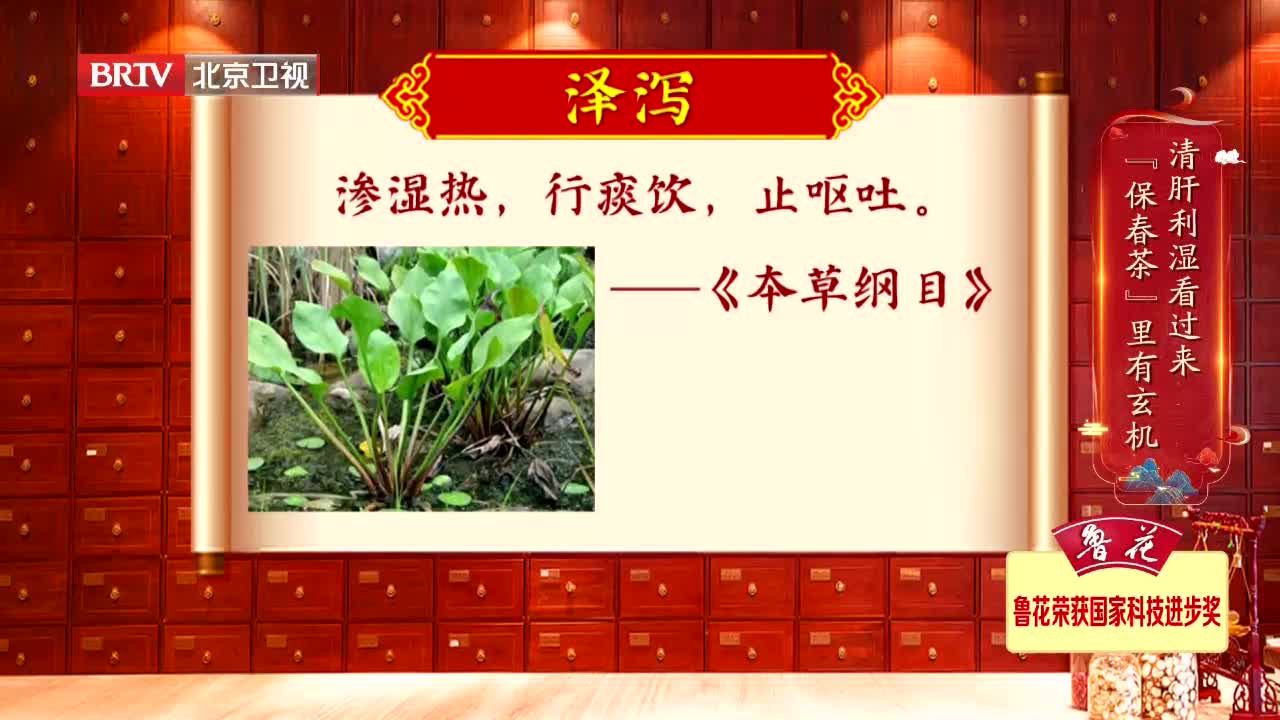 BRTV 北京卫视
泽泻
渗湿热，行痰饮，止呕吐。
——《本草纲目》
清肝利湿看过来
『保春茶』里有玄机
鲁花
鲁花荣获国家科技进步奖